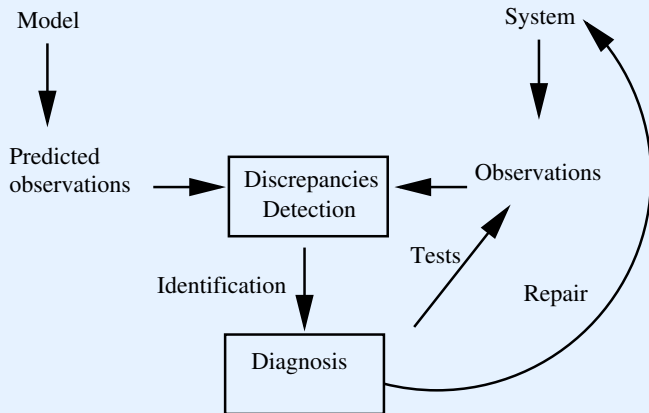 Model
System
Predicted
observations
Discrepancies
Detection
Observations
Tests
Identification
Repair
Diagnosis